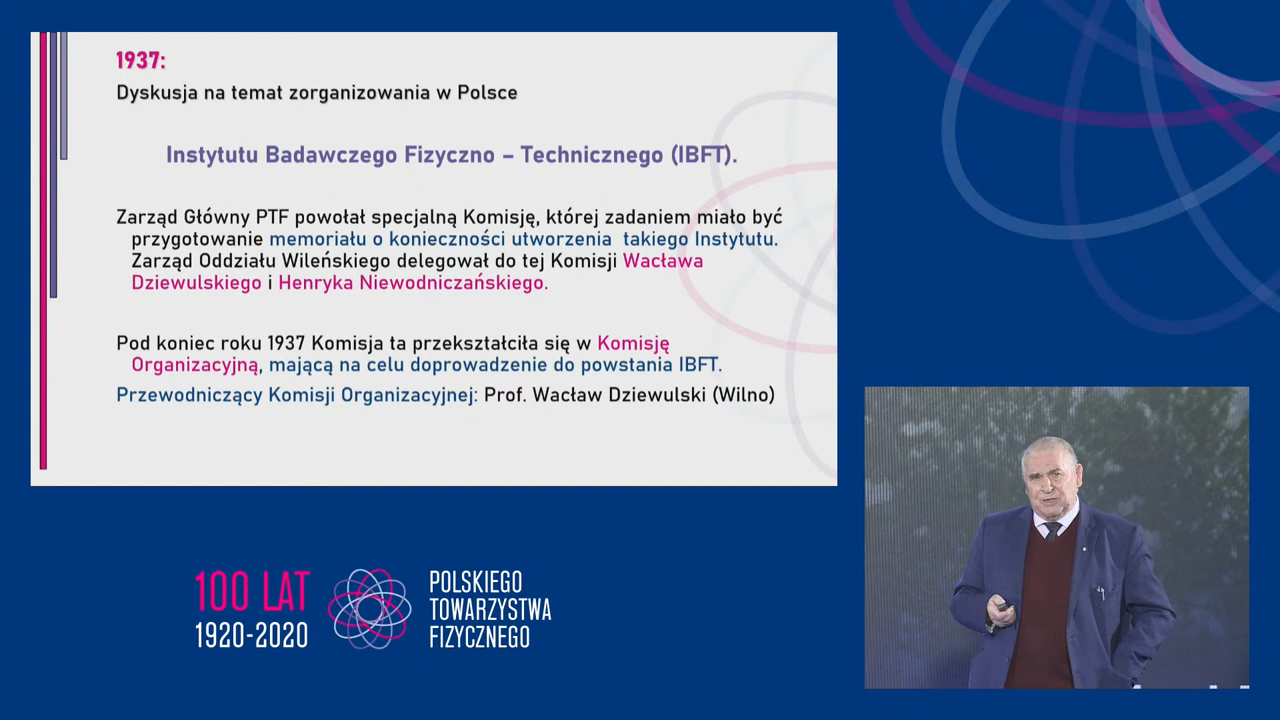 1937:
Dyskusja na temat zorganizowania w Polsce
Instytutu Badawczego Fizyczno – Technicznego (IBFT).
Zarząd Główny PTF powołał specjalną Komisję, której zadaniem miało być
przygotowanie memoriału o konieczności utworzenia takiego Instytutu.
Zarząd Oddziału Wileńskiego delegował do tej Komisji Wacława
Dziewulskiego i Henryka Niewodniczańskiego.
Pod koniec roku 1937 Komisja ta przekształciła się w Komisję
Organizacyjną, mającą na celu doprowadzenie do powstania IBFT.
Przewodniczący Komisji Organizacyjnej: Prof. Wacław Dziewulski (Wilno)
100 LAT
1920-2020
POLSKIEGO
TOWARZYSTWA
FIZYCZNEGO